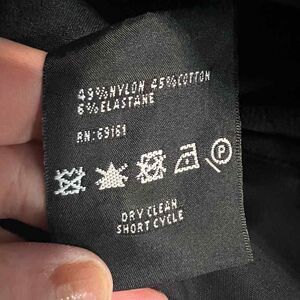 49%NYLON 45%COTTON
6%ELASTANE
RN:69161
P
DRY CLEAN
SHORT CYCLE